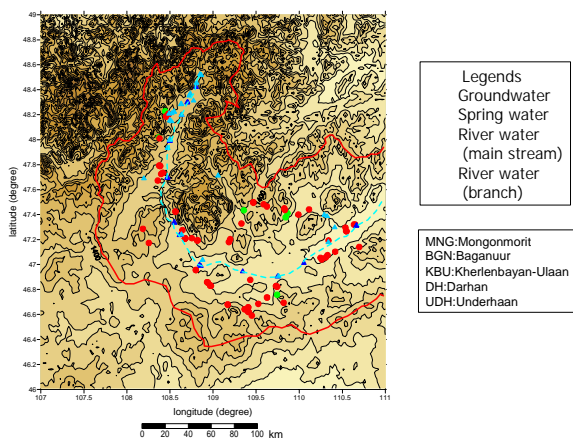 49
48.8
48.6
48.4
48.2
48
47.8
47.6
47.4
47.2
47
46.8
46.6
46.4
46.2
46
latitude (degree)
107
107.5
108
108.5
109
109.5
110
110.5
111
longitude (degree)
0 20 40 60 80 100 km
Legends
Groundwater
Spring water
River water
(main stream)
River water
(branch)
MNG:Mongonmorit
BGN:Baganuur
KBU:Kherlenbayan-Ulaan
DH:Darhan
UDH:Underhaan